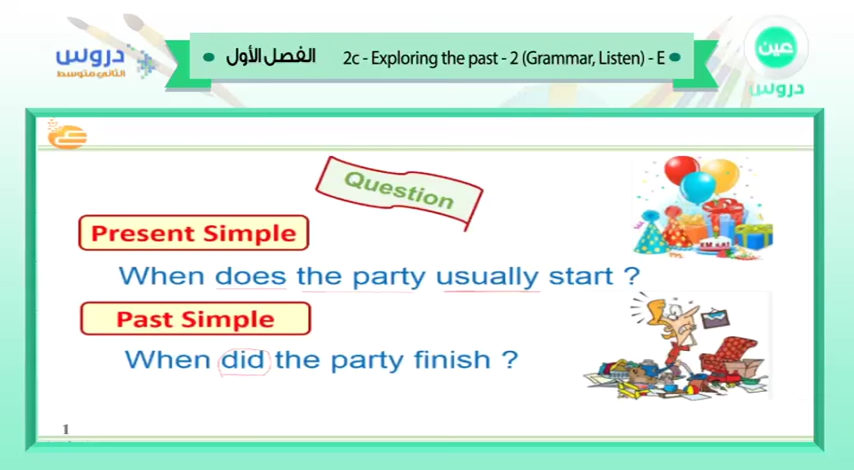 دروس
الثاني متوسط
الفصل الأول
2c - Exploring the past - 2 (Grammar, Listen) - E
عين
دروس
Question
Present Simple
When does the party usually start ?
Past Simple
When did the party finish ?
1